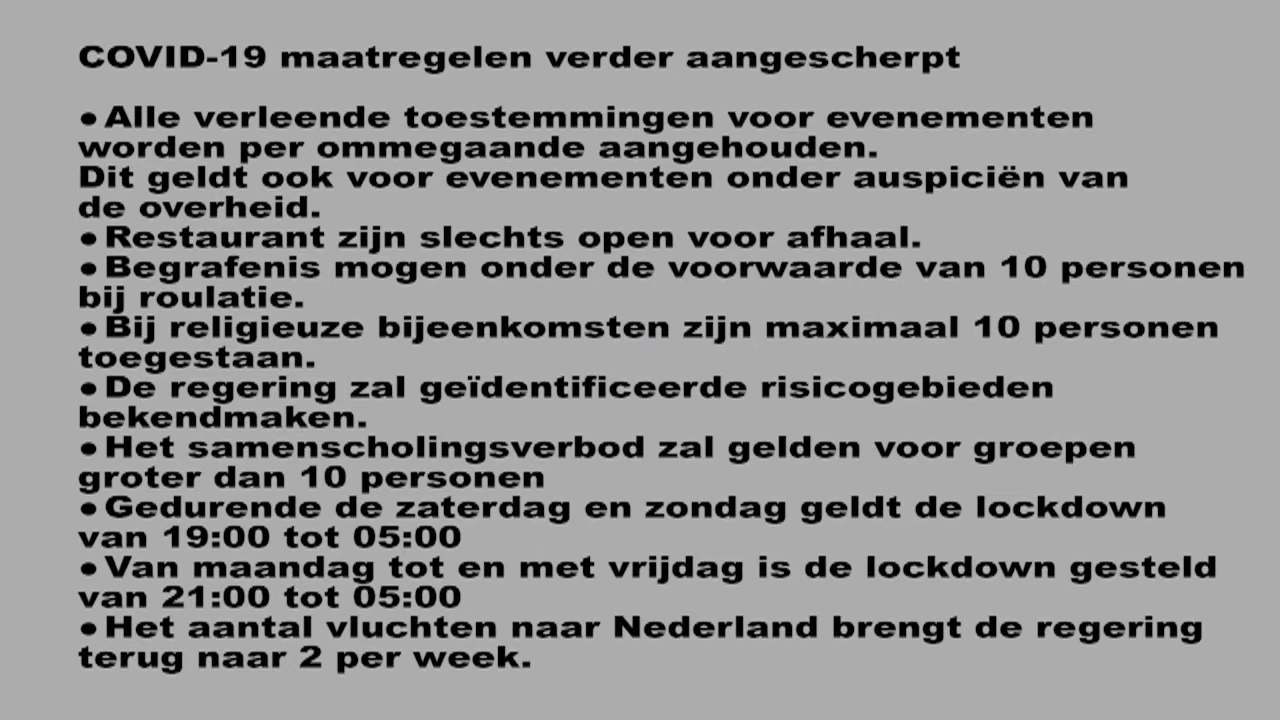 COVID-19 maatregelen verder aangescherpt
•Alle verleende toestemmingen voor evenementen
worden per ommegaande aangehouden.
Dit geldt ook voor evenementen onder auspiciën van
de overheid.
•Restaurant zijn slechts open voor afhaal.
•Begrafenis mogen onder de voorwaarde van 10 personen
bij roulatie.
•Bij religieuze bijeenkomsten zijn maximaal 10 personen
toegestaan.
•De regering zal geïdentificeerde risicogebieden
bekendmaken.
•Het samenscholingsverbod zal gelden voor groepen
groter dan 10 personen
•Gedurende de zaterdag en zondag geldt de lockdown
van 19:00 tot 05:00
•Van maandag tot en met vrijdag is de lockdown gesteld
van 21:00 tot 05:00
•Het aantal vluchten naar Nederland brengt de regering
terug naar 2 per week.